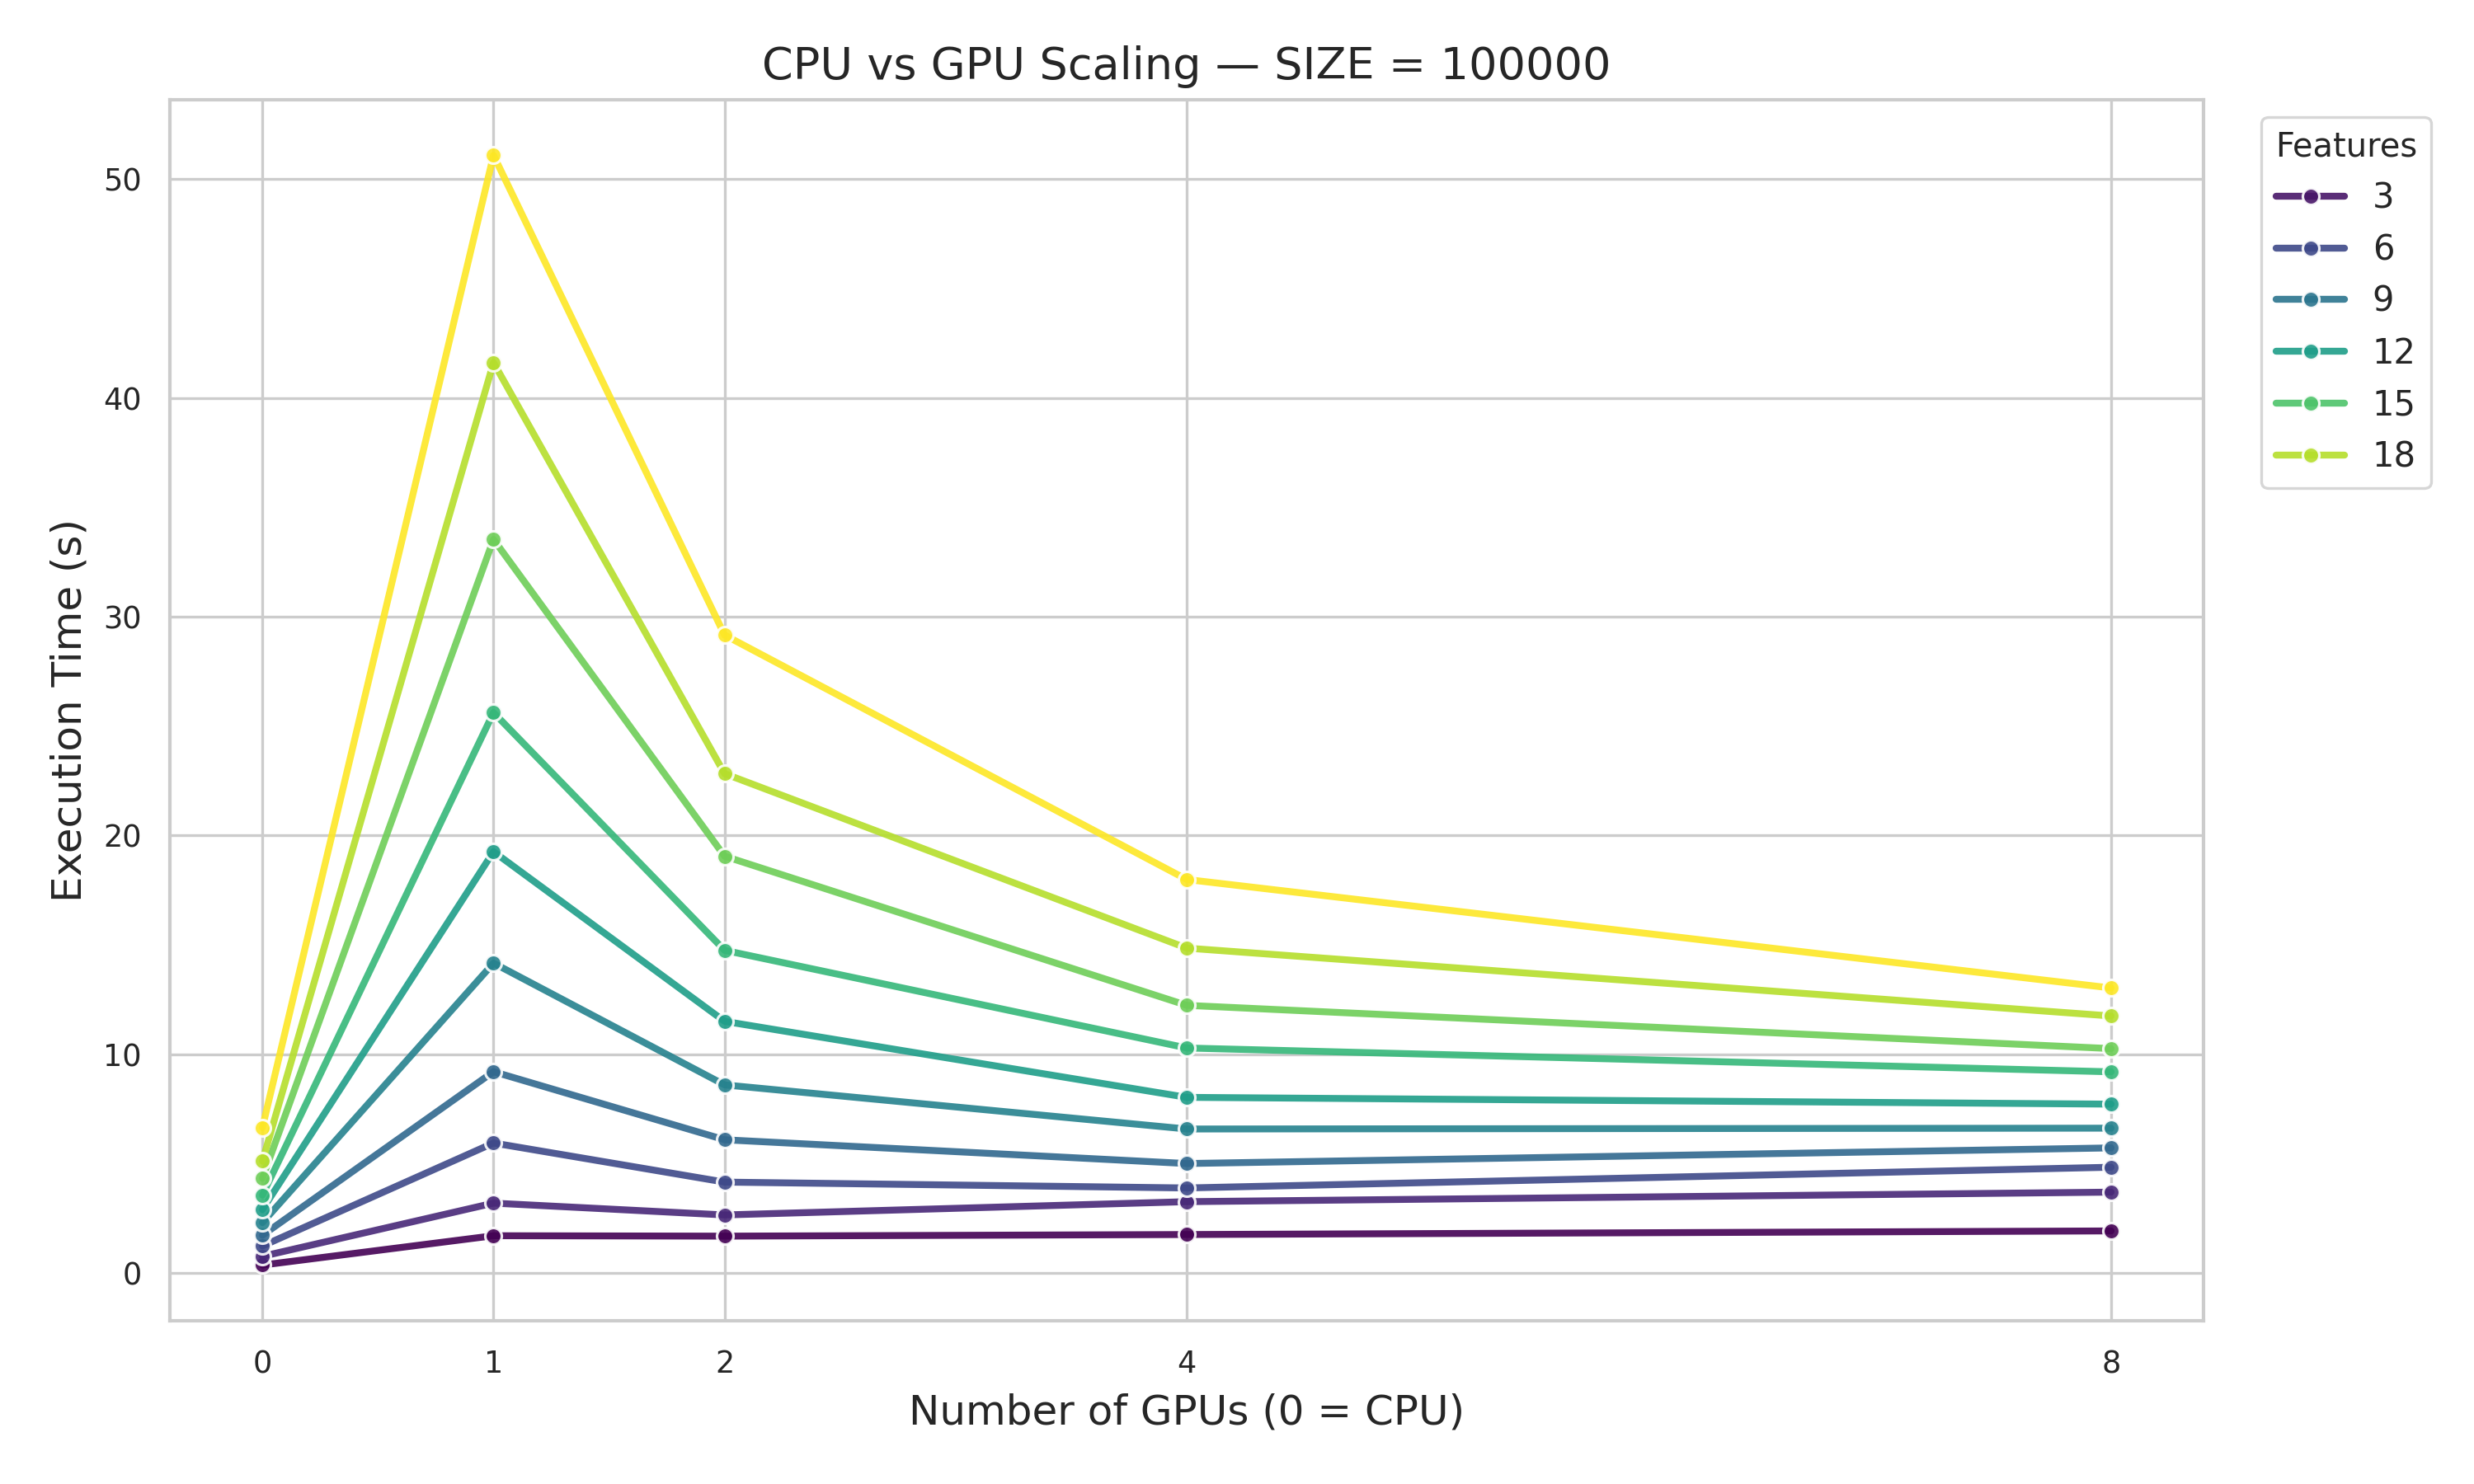 CPU vs GPU Scaling — SIZE = 100000
Features
3
6
9
12
15
18
Execution Time (s)
50
40
30
20
10
0
0 1 2 4 8
Number of GPUs (0 = CPU)